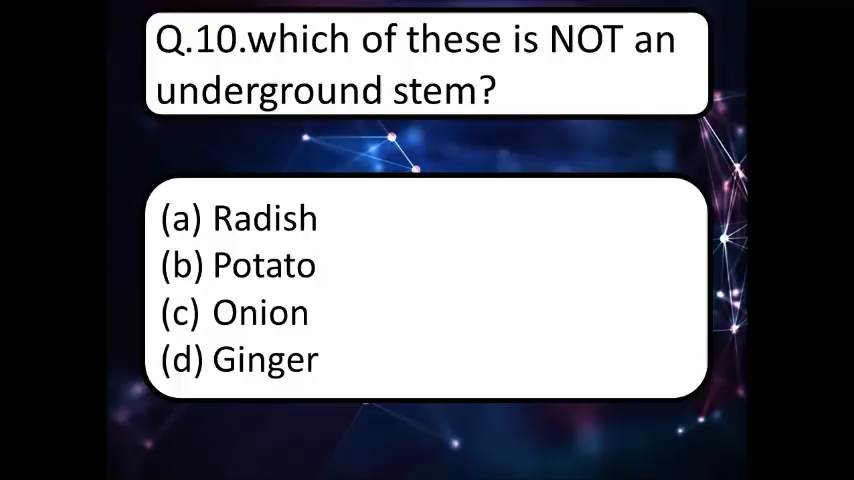 Q.10.which of these is NOT an
underground stem?
(a) Radish
(b) Potato
(c) Onion
(d) Ginger